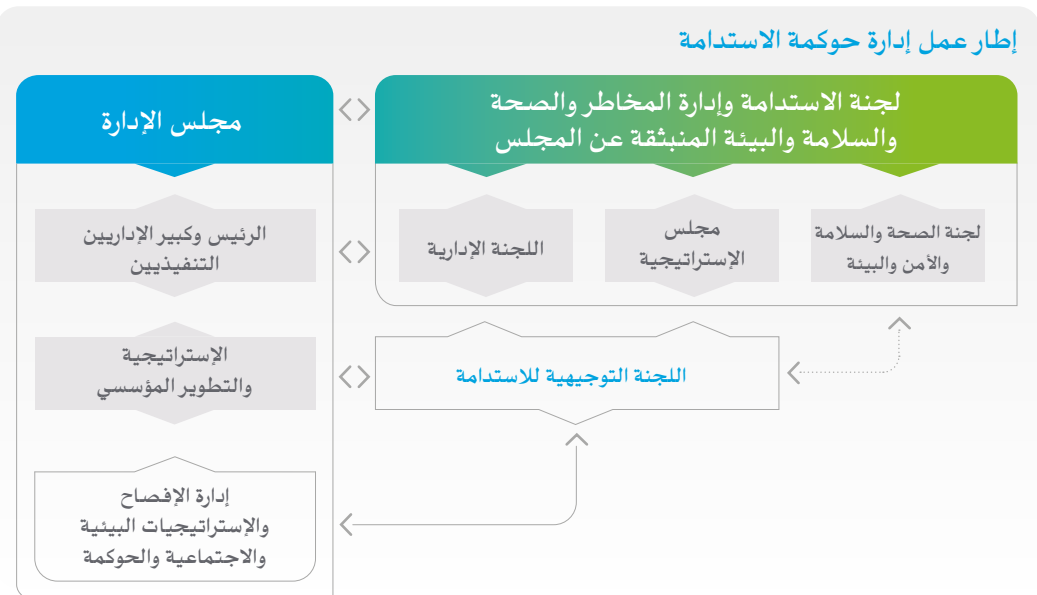 إطار عمل إدارة حوكمة الاستدامة
لجنة الاستدامة وإدارة المخاطر والصحة
والسلامة والبيئة المنبثقة عن المجلس
مجلس الإدارة
لجنة الصحة والسلامة
والأمن والبيئة
مجلس
الإستراتيجية
اللجنة الإدارية
الرئيس وكبير الإداريين
التنفيذيين
اللجنة التوجيهية للاستدامة
الإستراتيجية
والتطوير المؤسسي
إدارة الإفصاح
والإستراتيجيات البيئية
والاجتماعية والحوكمة